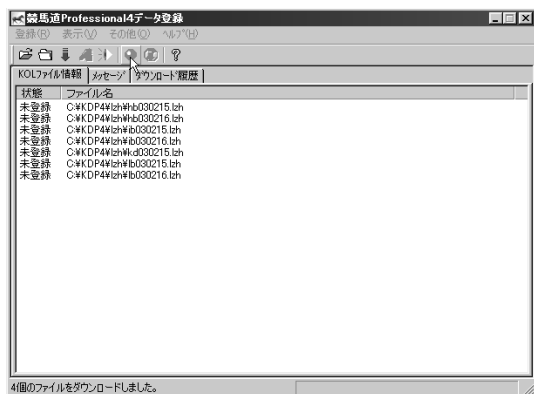 競馬道Professional4データ登録
登録(R) 表示(V) その他(O) ヘルプ(H)
KOLファイル情報 メッセージ ダウンロード履歴
状態 ファイル名
未登録 C:¥KDP4¥lzh¥hb030215.lzh
未登録 C:¥KDP4¥lzh¥hb030216.lzh
未登録 C:¥KDP4¥lzh¥ib030215.lzh
未登録 C:¥KDP4¥lzh¥ib030216.lzh
未登録 C:¥KDP4¥lzh¥kd030215.lzh
未登録 C:¥KDP4¥lzh¥lb030215.lzh
未登録 C:¥KDP4¥lzh¥lb030216.lzh
4個のファイルをダウンロードしました。